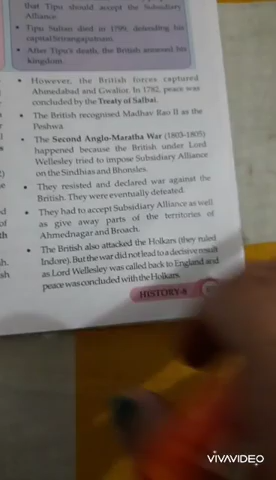 that Tipu should accept the Subsidiary
Alliance.
• Tipu Sultan died in 1799, defending his
capital Srirangapatnam.
• After Tipu's death, the British annexed his
kingdom.
• However, the British forces captured
Ahmedabad and Gwalior. In 1782, peace was
concluded by the Treaty of Salbai.
• The British recognised Madhav Rao II as the
Peshwa
• The Second Anglo-Maratha War (1803-1805)
happened because the British under Lord
Wellesley tried to impose Subsidiary Alliance
on the Sindhias and Bhonsles.
• They resisted and declared war against the
British. They were eventually defeated.
• They had to accept Subsidiary Alliance as well
as give away parts of the territories of
Ahmednagar and Broach.
• The British also attacked the Holkars (they ruled
Indore). But the war did not lead to a decisive result
as Lord Wellesley was called back to England and
peace was concluded with the Holkars.
HISTORY-8
VIVAVIDEO